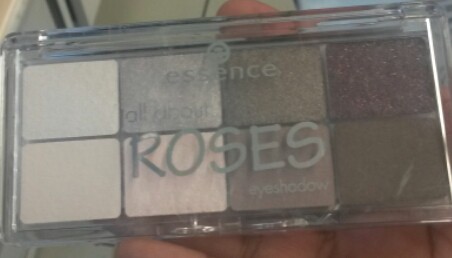 essence
all about
ROSES
eyeshadow